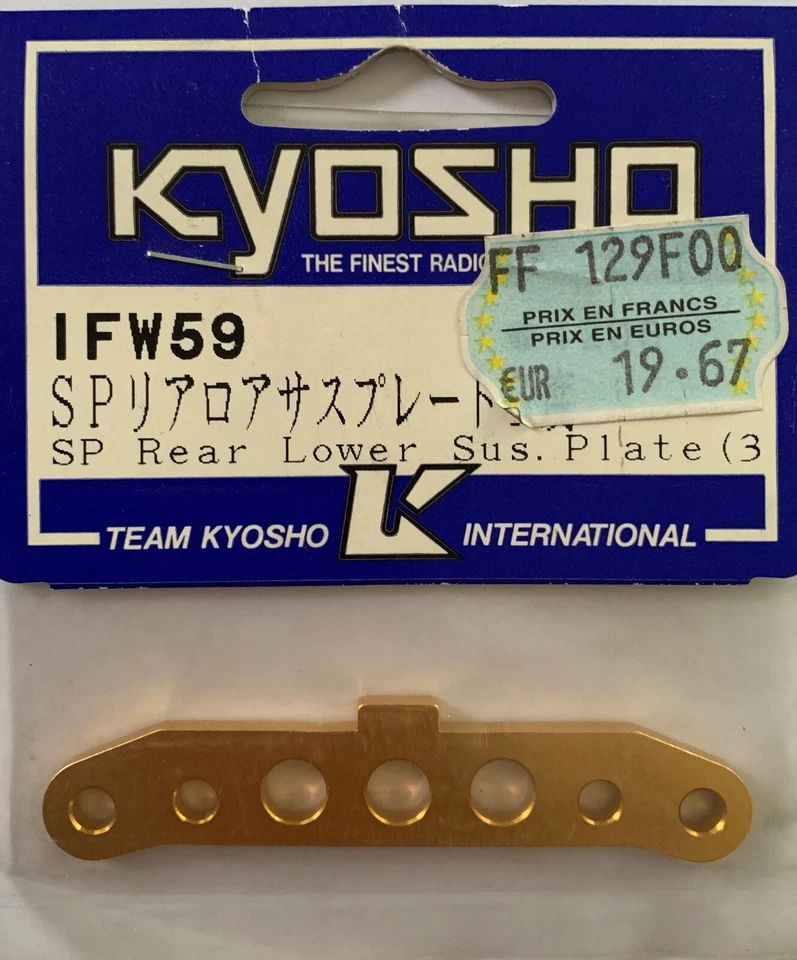 KYOSHO
THE FINEST RADIO
FF 129F00
PRIX EN FRANCS
PRIX EN EUROS
€UR 19.67
IFW59
SPリアロアサスプレート
SP Rear Lower Sus. Plate (3
TEAM KYOSHO K INTERNATIONAL